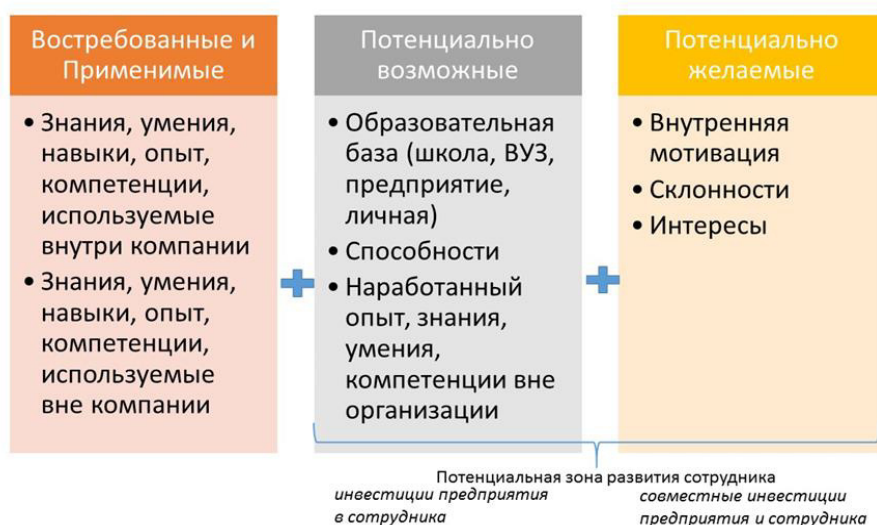 Востребованные и
Применимые
• Знания, умения,
навыки, опыт,
компетенции,
используемые
внутри компании
• Знания, умения,
навыки, опыт,
компетенции,
используемые
вне компании
Потенциально
возможные
• Образовательная
база (школа, ВУЗ,
предприятие,
личная)
• Способности
• Наработанный
опыт, знания,
умения,
компетенции вне
организации
Потенциально
желаемые
• Внутренняя
мотивация
• Склонности
• Интересы
Потенциальная зона развития сотрудника
инвестиции предприятия
в сотрудника
совместные инвестиции
предприятия и сотрудника